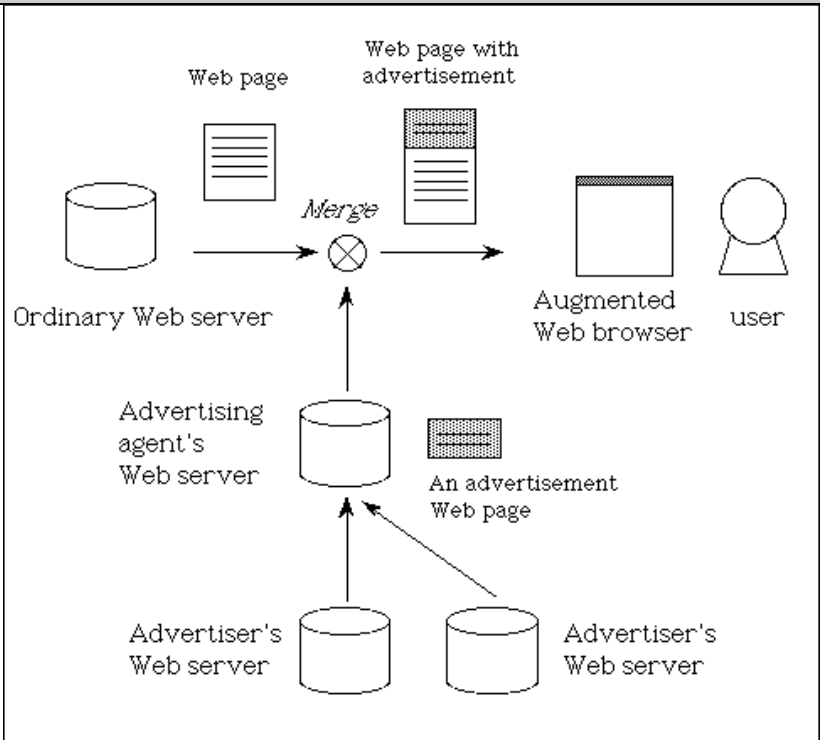 Web page
Web page with
advertisement
Merge
Ordinary Web server
Augmented
Web browser
user
Advertising
agent's
Web server
An advertisement
Web page
Advertiser's
Web server
Advertiser's
Web server